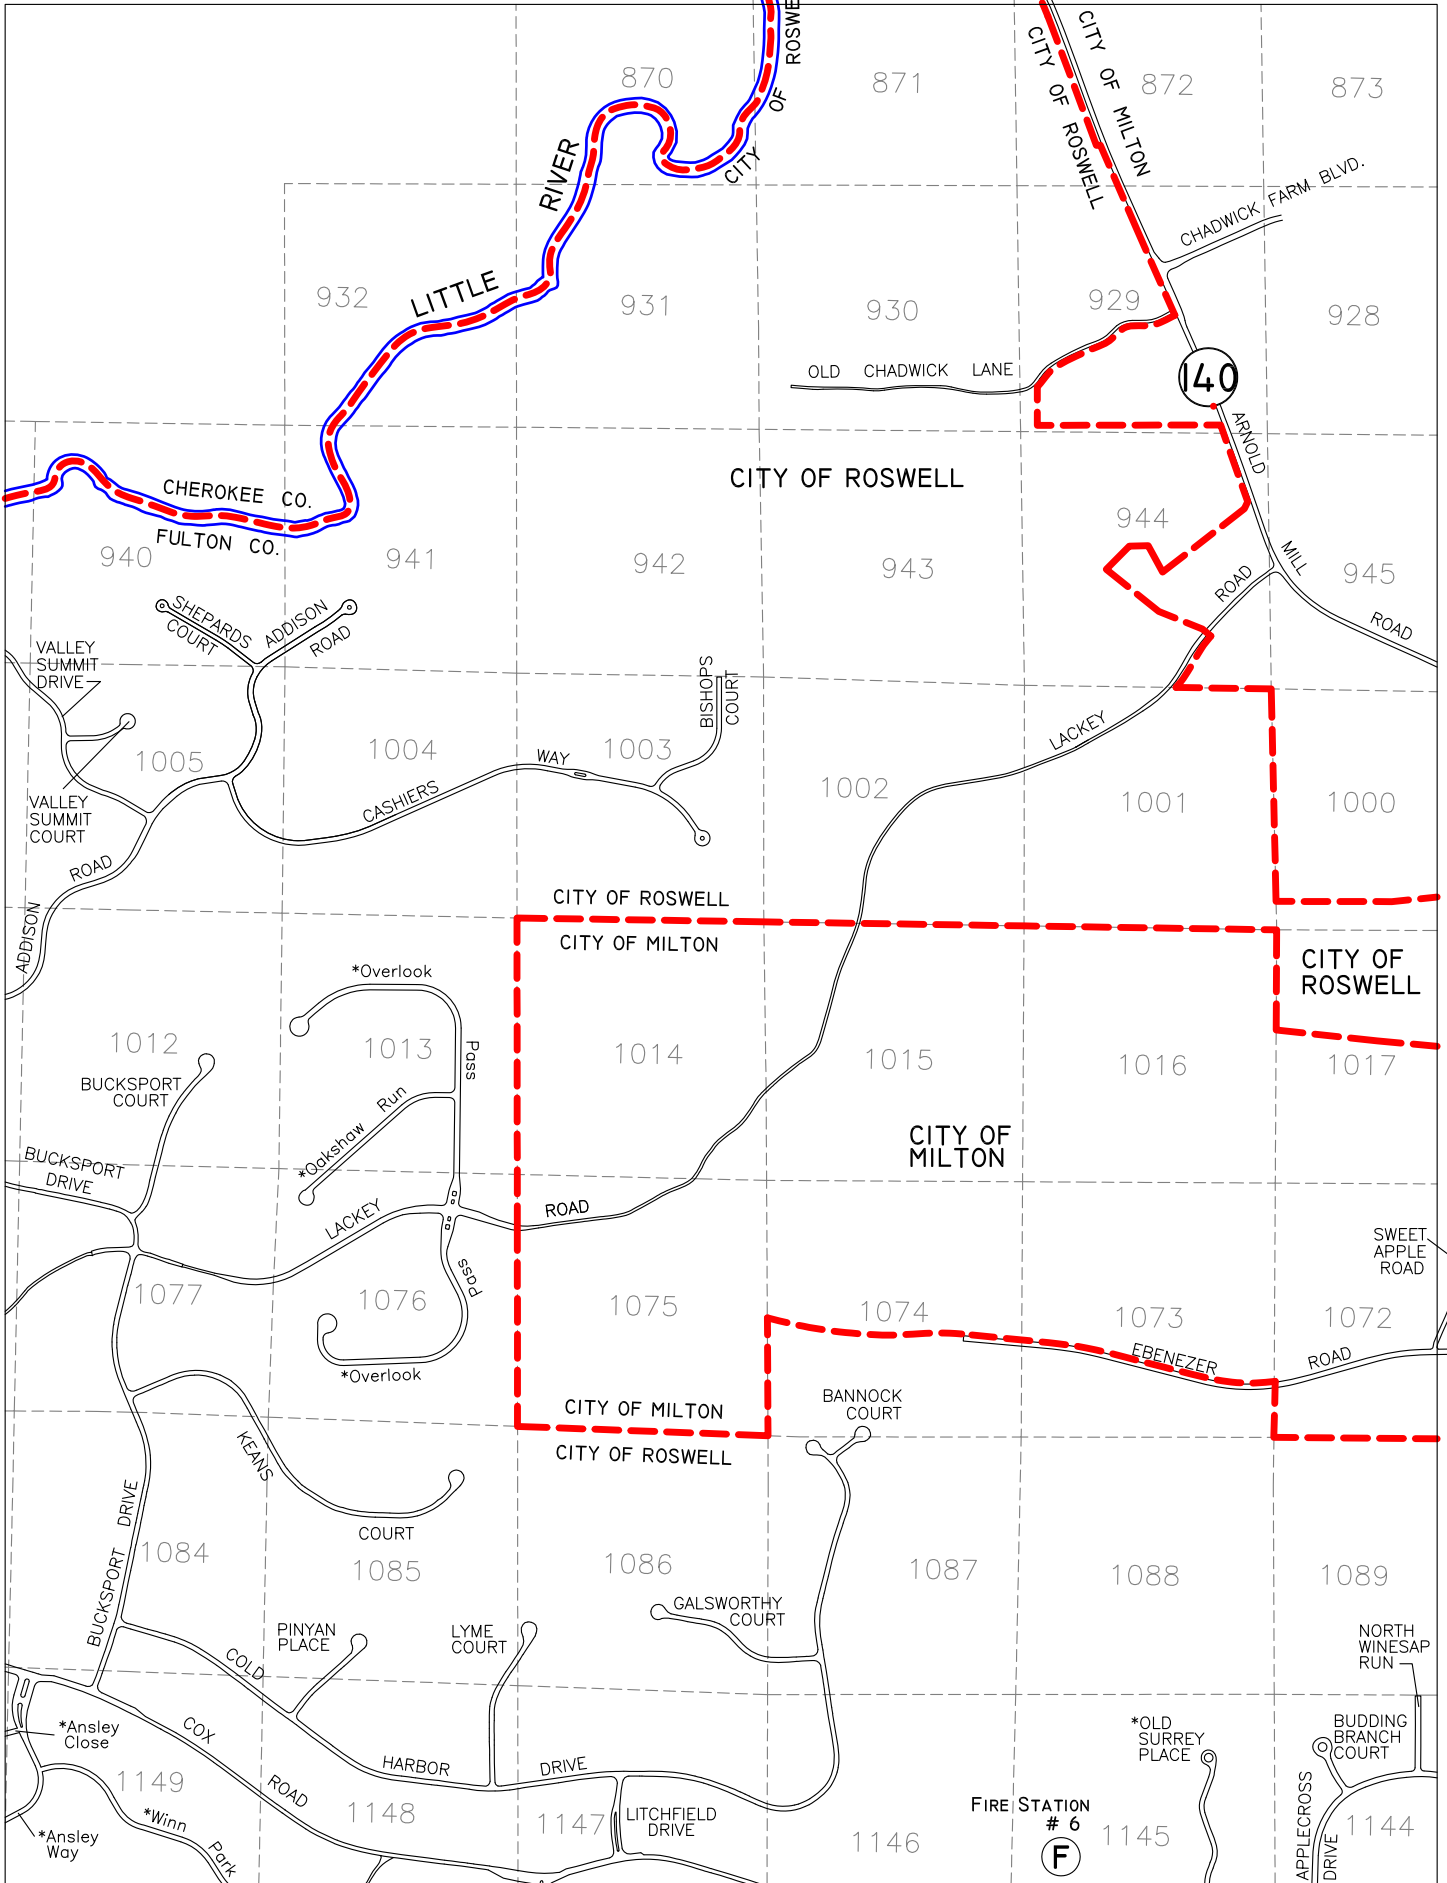 870
871
872
873
ROSWE
OF
CITY
CITY OF MILTON
CITY OF ROSWELL
CHADWICK FARM BLVD.
RIVER
LITTLE
932
931
930
929
928
OLD CHADWICK LANE
140
ARNOLD
MILL
ROAD
CITY OF ROSWELL
CHEROKEE CO.
FULTON CO.
940
941
942
943
944
945
SHEPARDS
COURT
ADDISON
ROAD
VALLEY
SUMMIT
DRIVE
BISHOPS
COURT
ROAD
LACKEY
1005
1004
1003
1002
1001
1000
WAY
CASHIERS
VALLEY
SUMMIT
COURT
ROAD
ADDISON
CITY OF ROSWELL
CITY OF MILTON
CITY OF
ROSWELL
*Overlook
Pass
1012
1013
1014
1015
1016
1017
BUCKSPORT
COURT
Run
*Oakshaw
CITY OF
MILTON
BUCKSPORT
DRIVE
LACKEY
ROAD
SWEET
APPLE
ROAD
Pass
1077
1076
1075
1074
1073
1072
EBENEZER
ROAD
*Overlook
BANNOCK
COURT
CITY OF MILTON
CITY OF ROSWELL
KEANS
COURT
BUCKSPORT DRIVE
1084
1085
1086
1087
1088
1089
GALSWORTHY
COURT
PINYAN
PLACE
LYME
COURT
NORTH
WINESAP
RUN
COLD
HARBOR
DRIVE
*Ansley
Close
COX
ROAD
*OLD
SURREY
PLACE
BUDDING
BRANCH
COURT
1149
1148
1147
1146
1145
1144
LITCHFIELD
DRIVE
FIRE STATION
# 6
F
APPLECROSS
DRIVE
*Winn
Park
*Ansley
Way